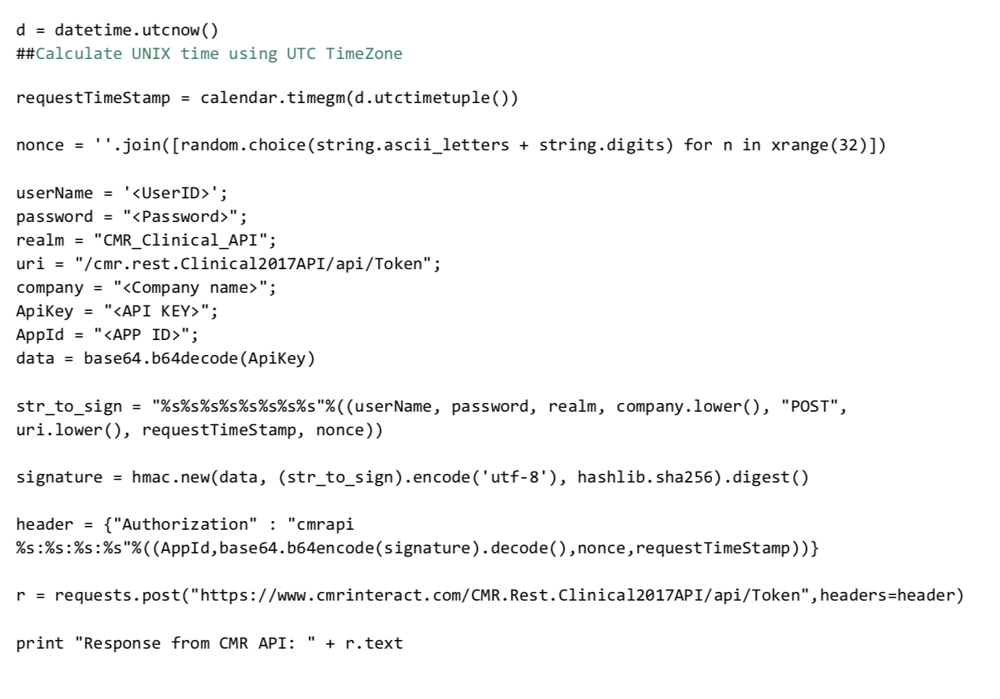 d = datetime.utcnow()
##Calculate UNIX time using UTC TimeZone
requestTimeStamp = calendar.timegm(d.utctimetuple())
nonce = ''.join([random.choice(string.ascii_letters + string.digits) for n in xrange(32)])
userName = '<UserID>';
password = "<Password>";
realm = "CMR_Clinical_API";
uri = "/cmr.rest.Clinical2017API/api/Token";
company = "<Company name>";
ApiKey = "<API KEY>";
AppId = "<APP ID>";
data = base64.b64decode(ApiKey)
str_to_sign = "%s%s%s%s%s%s%s%s"%((userName, password, realm, company.lower(), "POST",
uri.lower(), requestTimeStamp, nonce))
signature = hmac.new(data, (str_to_sign).encode('utf-8'), hashlib.sha256).digest()
header = {"Authorization" : "cmrapi
%s:%s:%s:%s"%((AppId,base64.b64encode(signature).decode(),nonce,requestTimeStamp))}
r = requests.post("https://www.cmrinteract.com/CMR.Rest.Clinical2017API/api/Token",headers=header)
print "Response from CMR API: " + r.text